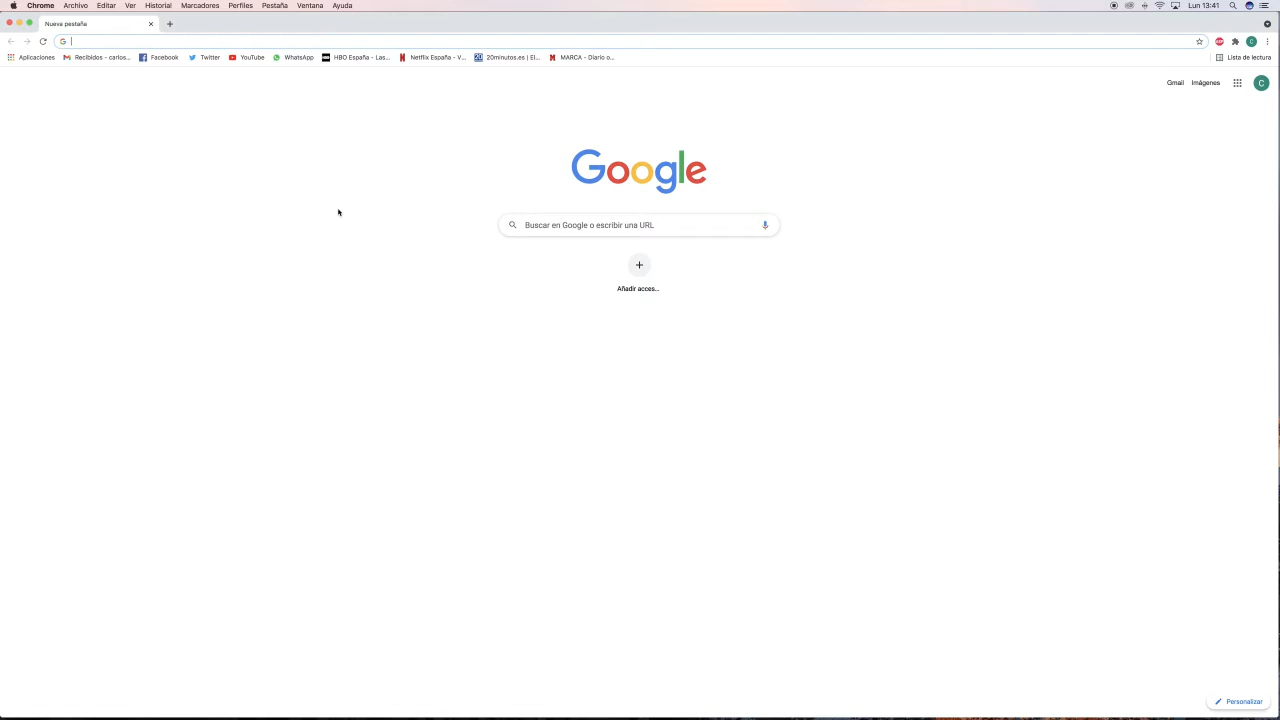 Chrome Archivo Editar Ver Historial Marcadores Perfiles Pestaña Ventana Ayuda Lun 13:41
Nueva pestaña
Aplicaciones Recibidos - carlos... Facebook Twitter YouTube WhatsApp HBO España - Las... Netflix España - V... 20minutos.es | El... MARCA - Diario o... Lista de lectura
Gmail Imágenes C
Google
Buscar en Google o escribir una URL
Añadir acces...
Personalizar